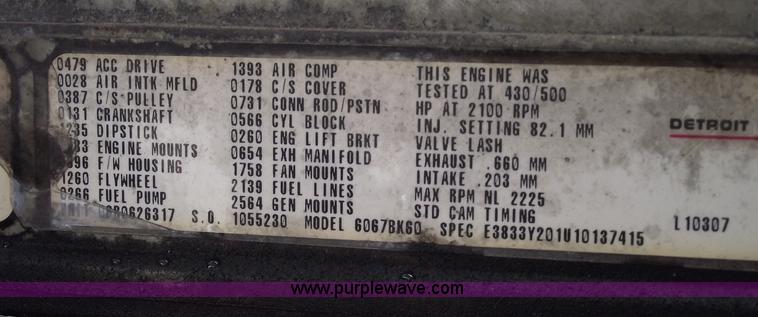 0479 ACC DRIVE
0028 AIR INTK MFLD
0387 C/S PULLEY
0131 CRANKSHAFT
DIPSTICK
ENGINE MOUNTS
F/W HOUSING
1260 FLYWHEEL
0266 FUEL PUMP
1393 AIR COMP
0178 C/S COVER
0731 CONN ROD/PSTN
0566 CYL BLOCK
0260 ENG LIFT BRKT
0654 EXH MANIFOLD
1758 FAN MOUNTS
2139 FUEL LINES
2564 GEN MOUNTS
THIS ENGINE WAS
TESTED AT 430/500
HP AT 2100 RPM
INJ. SETTING 82.1 MM
VALVE LASH
EXHAUST .660 MM
INTAKE .203 MM
MAX RPM NL 2225
STD CAM TIMING
S.O. 1055230 MODEL 6067BK60 SPEC E3833Y201U10137415
DETROIT
L10307
www.purplewave.com